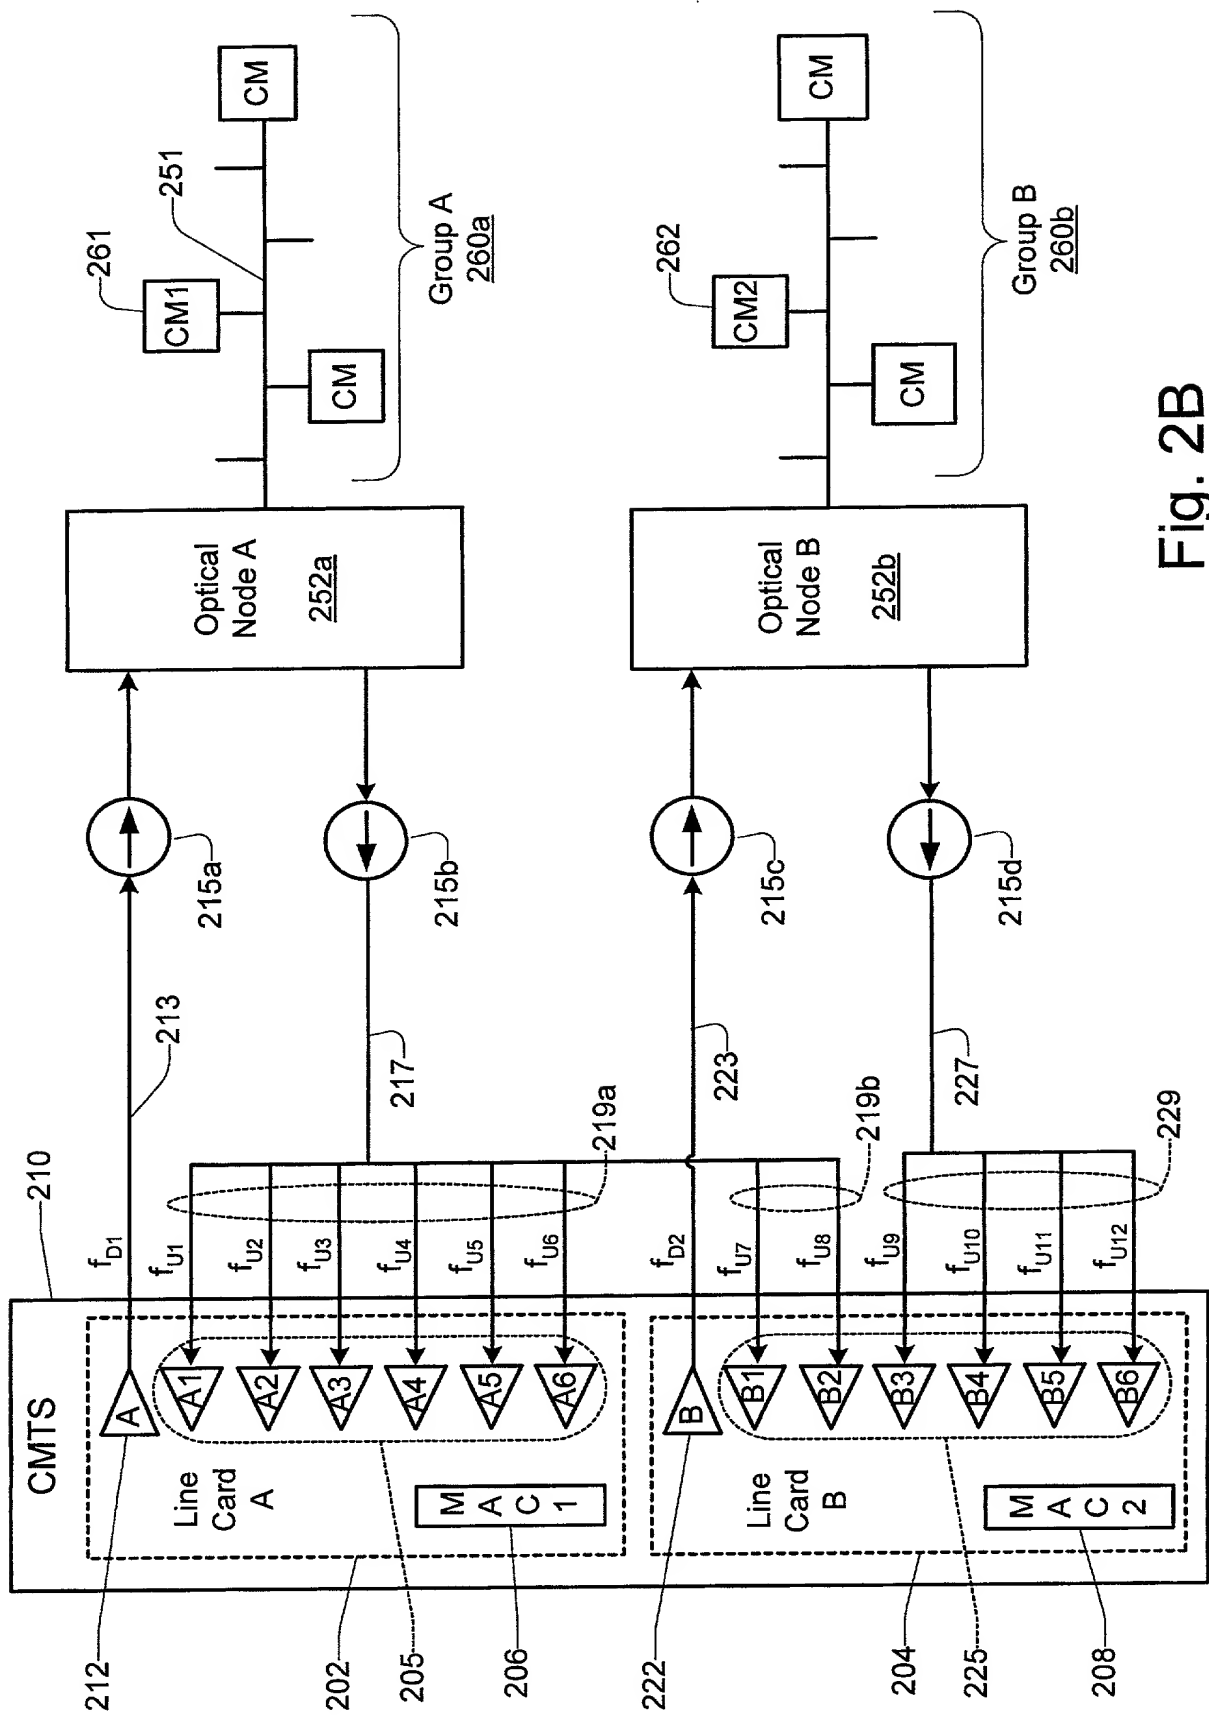 210
CMTS
212
A
202
205
206
Line
Card
A
M
A
C
1
A1
A2
A3
A4
A5
A6
fD1
fU1
fU2
fU3
fU4
fU5
fU6
213
217
219a
215a
215b
Optical
Node A
252a
261
CM1
CM
251
CM
Group A
260a
222
B
204
225
208
Line
Card
B
M
A
C
2
B1
B2
B3
B4
B5
B6
fD2
fU7
fU8
fU9
fU10
fU11
fU12
223
219b
227
229
215c
215d
Optical
Node B
252b
262
CM2
CM
CM
Group B
260b
Fig. 2B